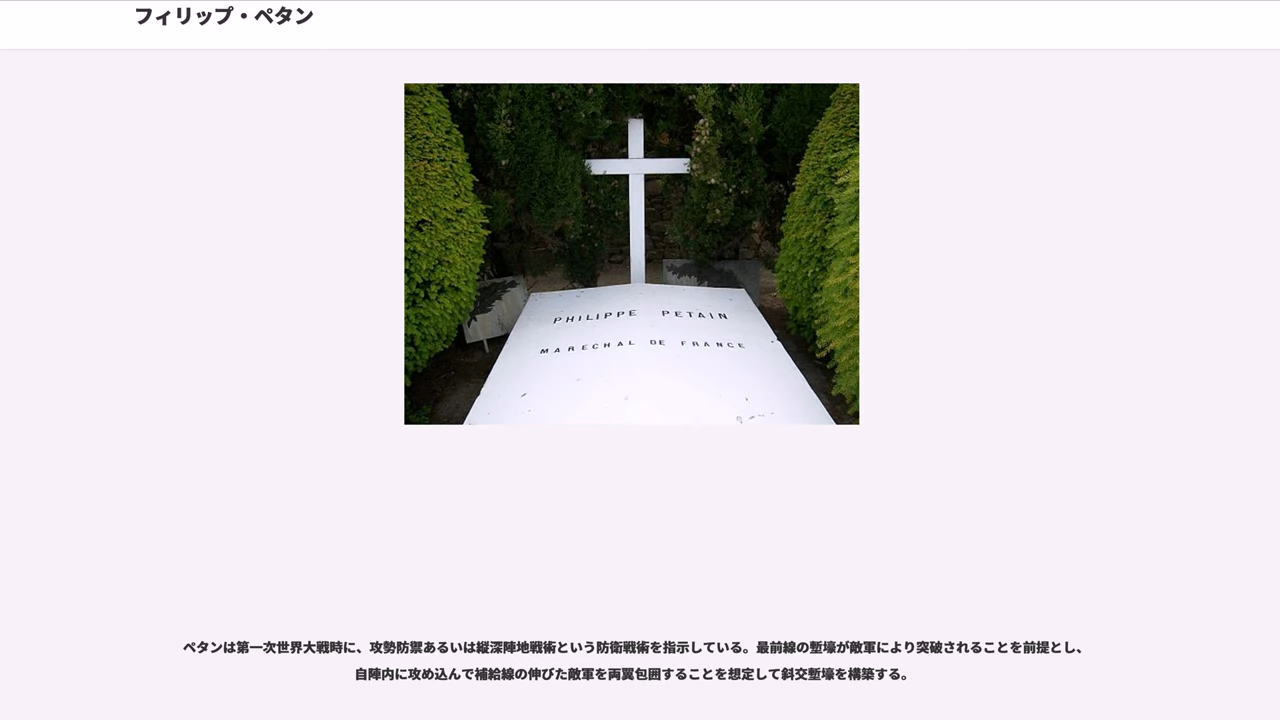 フィリップ・ペタン
PHILIPPE PETAIN
MARECHAL DE FRANCE
ペタンは第一次世界大戦時に、攻勢防禦あるいは縦深陣地戦術という防衛戦術を指示している。最前線の塹壕が敵軍により突破されることを前提とし、
自陣内に攻め込んで補給線の伸びた敵軍を両翼包囲することを想定して斜交塹壕を構築する。